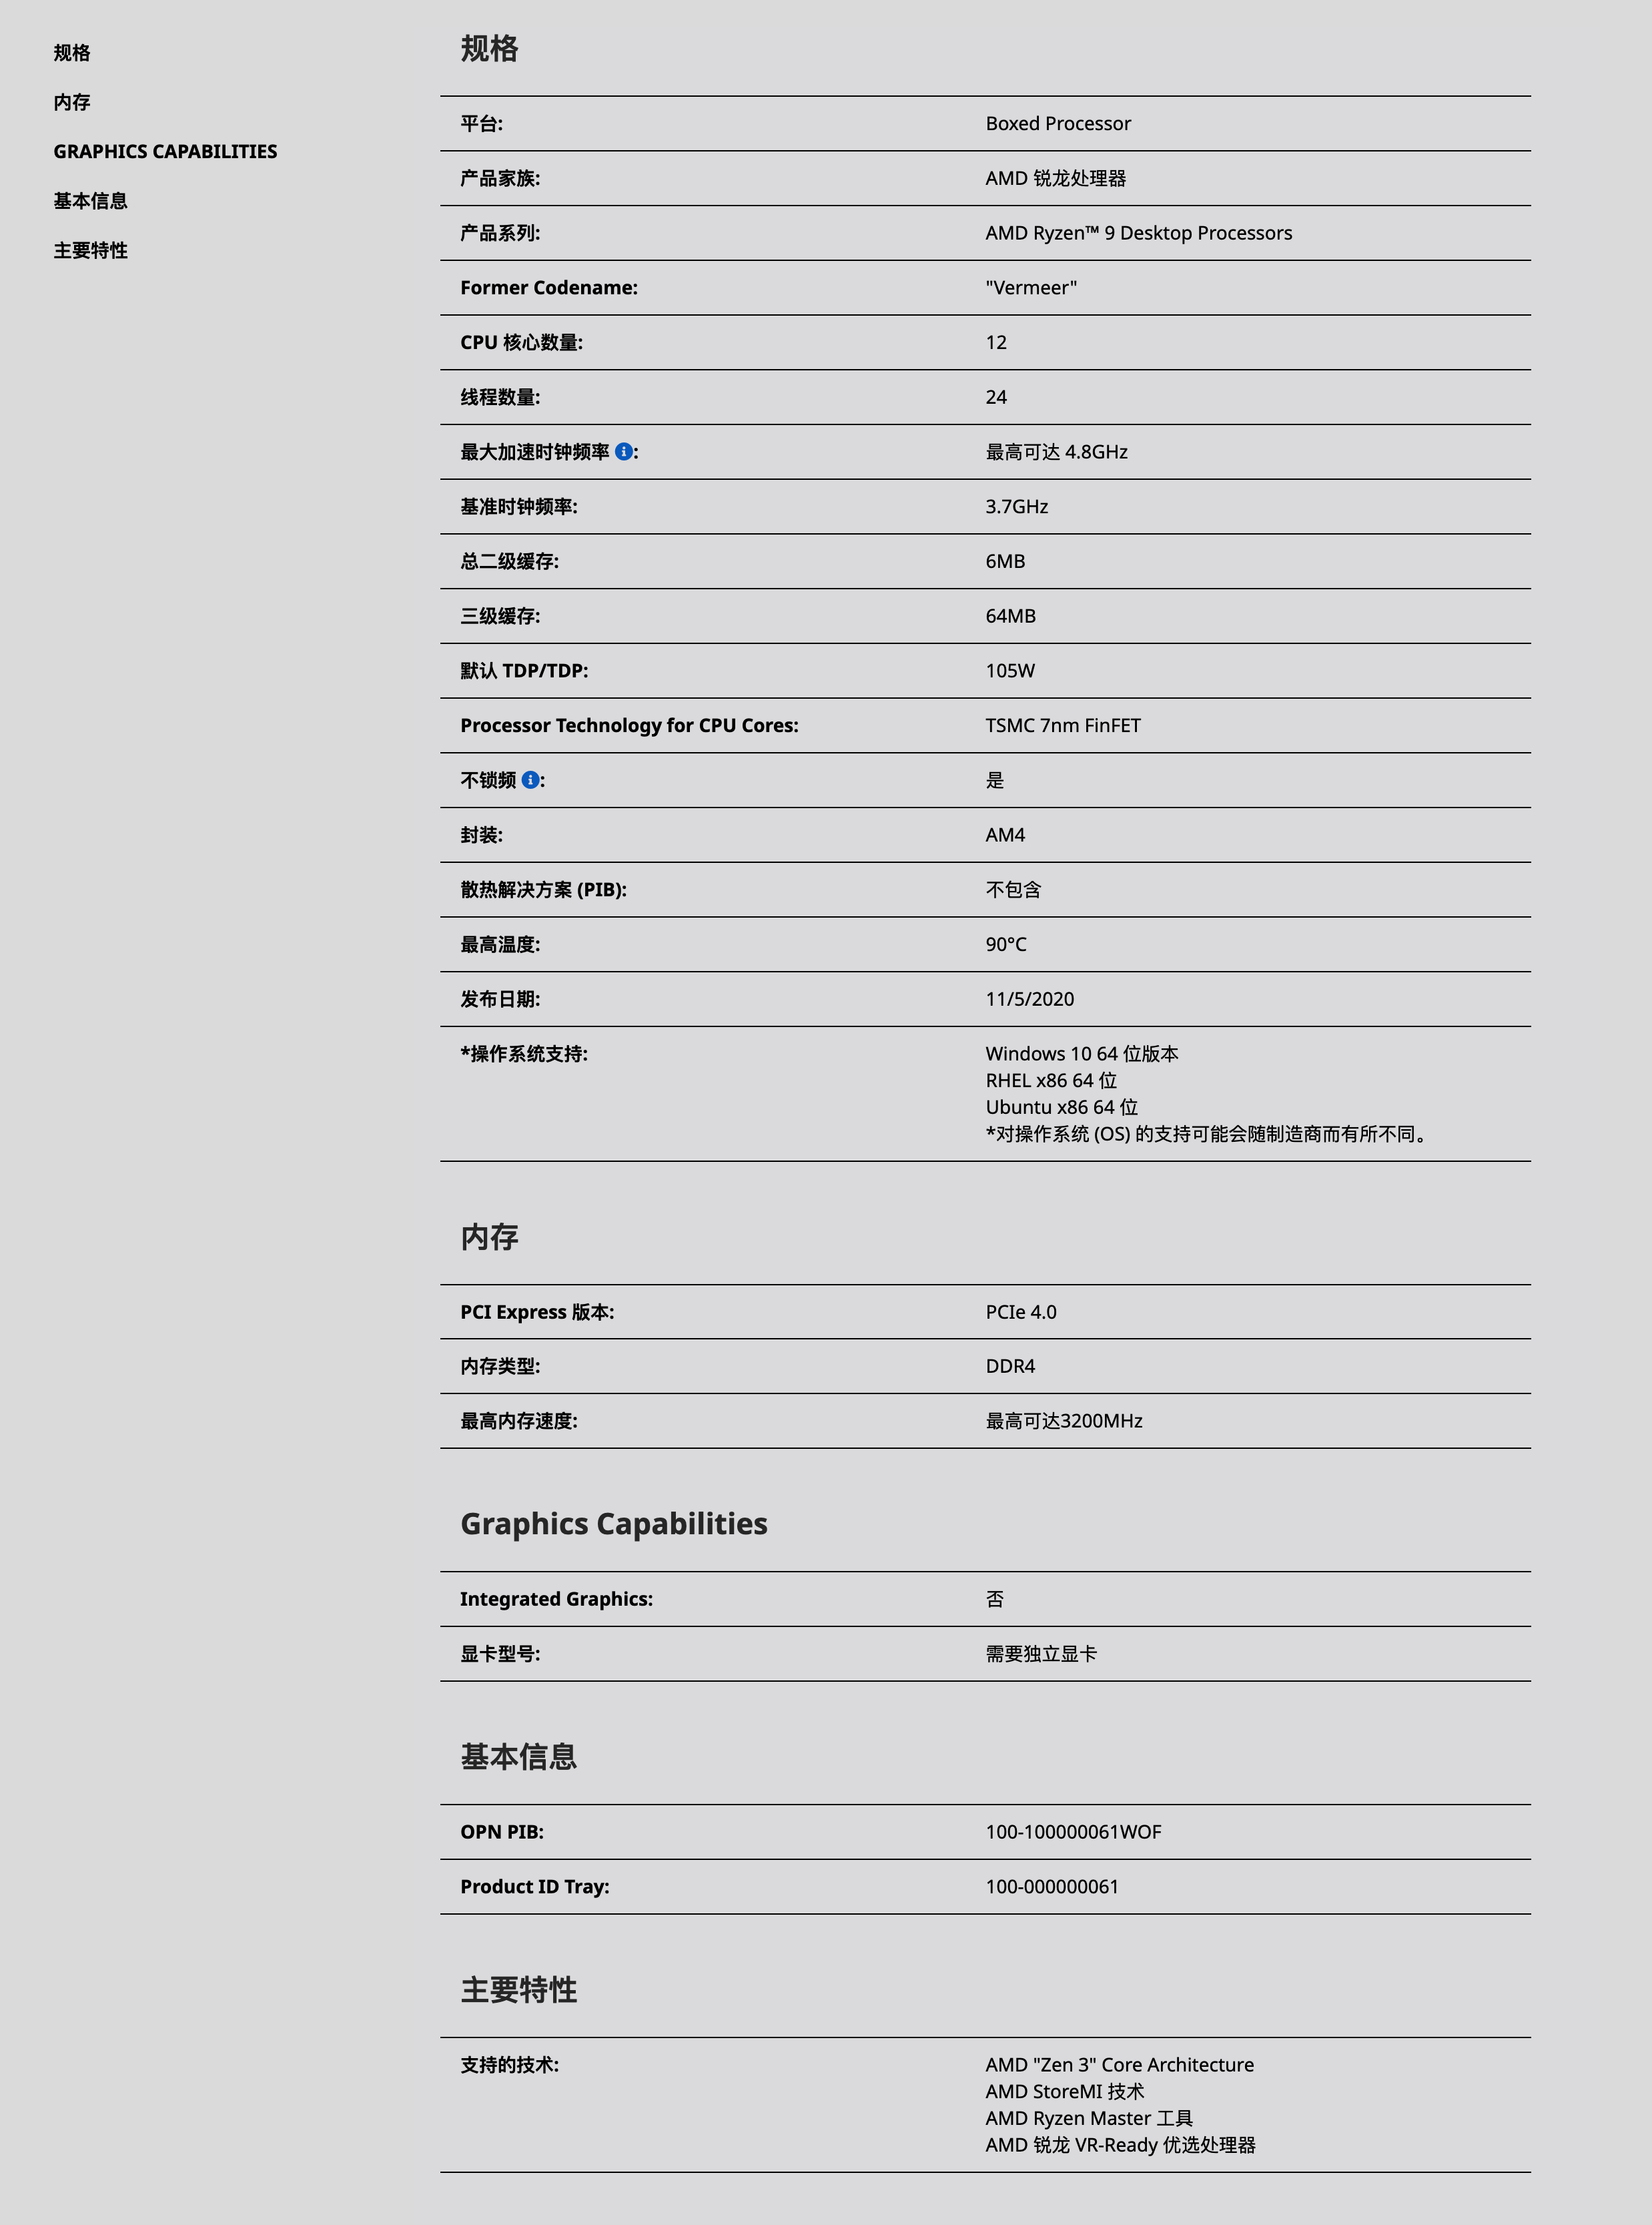 规格
内存
GRAPHICS CAPABILITIES
基本信息
主要特性
规格
平台: Boxed Processor
产品家族: AMD 锐龙处理器
产品系列: AMD Ryzen™ 9 Desktop Processors
Former Codename: "Vermeer"
CPU 核心数量: 12
线程数量: 24
最大加速时钟频率 : 最高可达 4.8GHz
基准时钟频率: 3.7GHz
总二级缓存: 6MB
三级缓存: 64MB
默认 TDP/TDP: 105W
Processor Technology for CPU Cores: TSMC 7nm FinFET
不锁频 : 是
封装: AM4
散热解决方案 (PIB): 不包含
最高温度: 90°C
发布日期: 11/5/2020
*操作系统支持: Windows 10 64 位版本
RHEL x86 64 位
Ubuntu x86 64 位
*对操作系统 (OS) 的支持可能会随制造商而有所不同。
内存
PCI Express 版本: PCIe 4.0
内存类型: DDR4
最高内存速度: 最高可达3200MHz
Graphics Capabilities
Integrated Graphics: 否
显卡型号: 需要独立显卡
基本信息
OPN PIB: 100-100000061WOF
Product ID Tray: 100-000000061
主要特性
支持的技术: AMD "Zen 3" Core Architecture
AMD StoreMI 技术
AMD Ryzen Master 工具
AMD 锐龙 VR-Ready 优选处理器